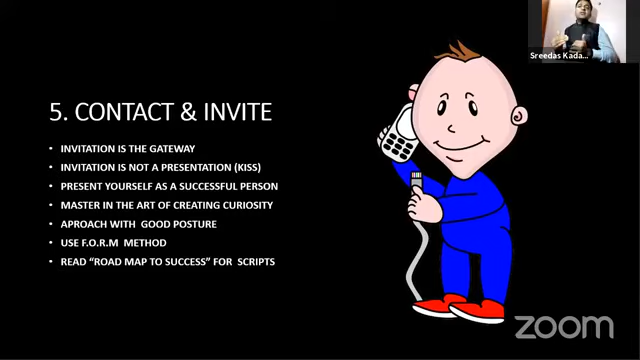 Sreedas Kada...
5. CONTACT & INVITE
• INVITATION IS THE GATEWAY
• INVITATION IS NOT A PRESENTATION (KISS)
• PRESENT YOURSELF AS A SUCCESSFUL PERSON
• MASTER IN THE ART OF CREATING CURIOSITY
• APROACH WITH GOOD POSTURE
• USE F.O.R.M METHOD
• READ “ROAD MAP TO SUCCESS” FOR SCRIPTS
zoom